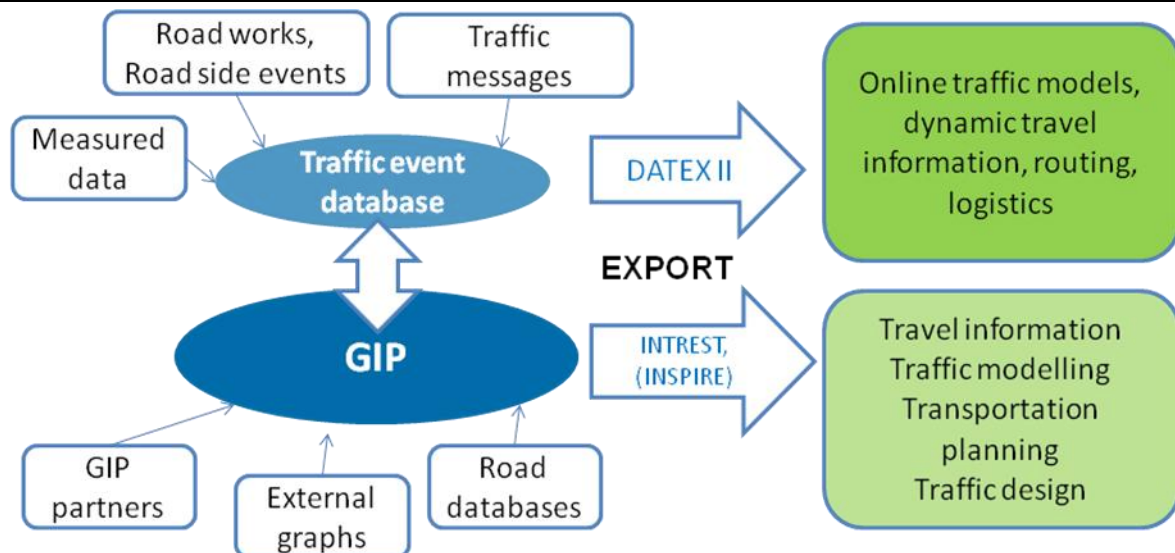 Road works,
Road side events
Traffic
messages
Measured
data
Traffic event
database
DATEX II
Online traffic models,
dynamic travel
information, routing,
logistics
EXPORT
GIP
INTREST,
(INSPIRE)
Travel information
Traffic modelling
Transportation
planning
Traffic design
GIP
partners
External
graphs
Road
databases